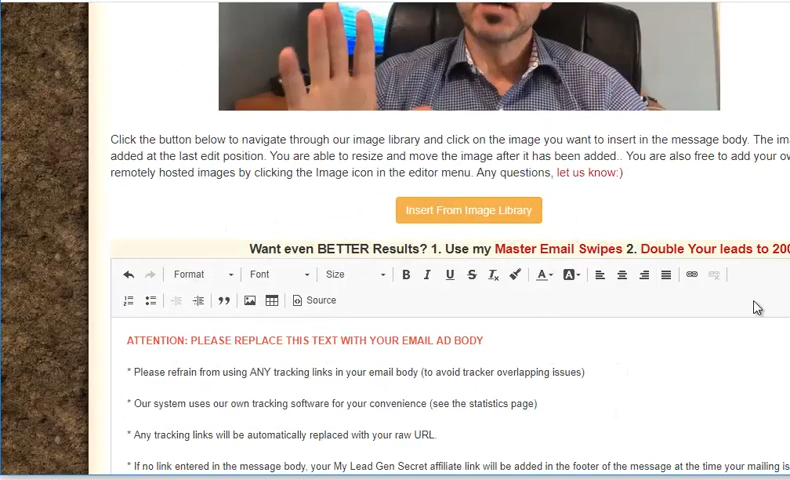 Click the button below to navigate through our image library and click on the image you want to insert in the message body. The
added at the last edit position. You are able to resize and move the image after it has been added.. You are also free to add your
remotely hosted images by clicking the Image icon in the editor menu. Any questions, let us know:)
Insert From Image Library
Want even BETTER Results? 1. Use my Master Email Swipes 2. Double Your leads to 200
Format Font Size B I U S Tx A A
Source
ATTENTION: PLEASE REPLACE THIS TEXT WITH YOUR EMAIL AD BODY
* Please refrain from using ANY tracking links in your email body (to avoid tracker overlapping issues)
* Our system uses our own tracking software for your convenience (see the statistics page)
* Any tracking links will be automatically replaced with your raw URL.
* If no link entered in the message body, your My Lead Gen Secret affiliate link will be added in the footer of the message at the time your mailing is